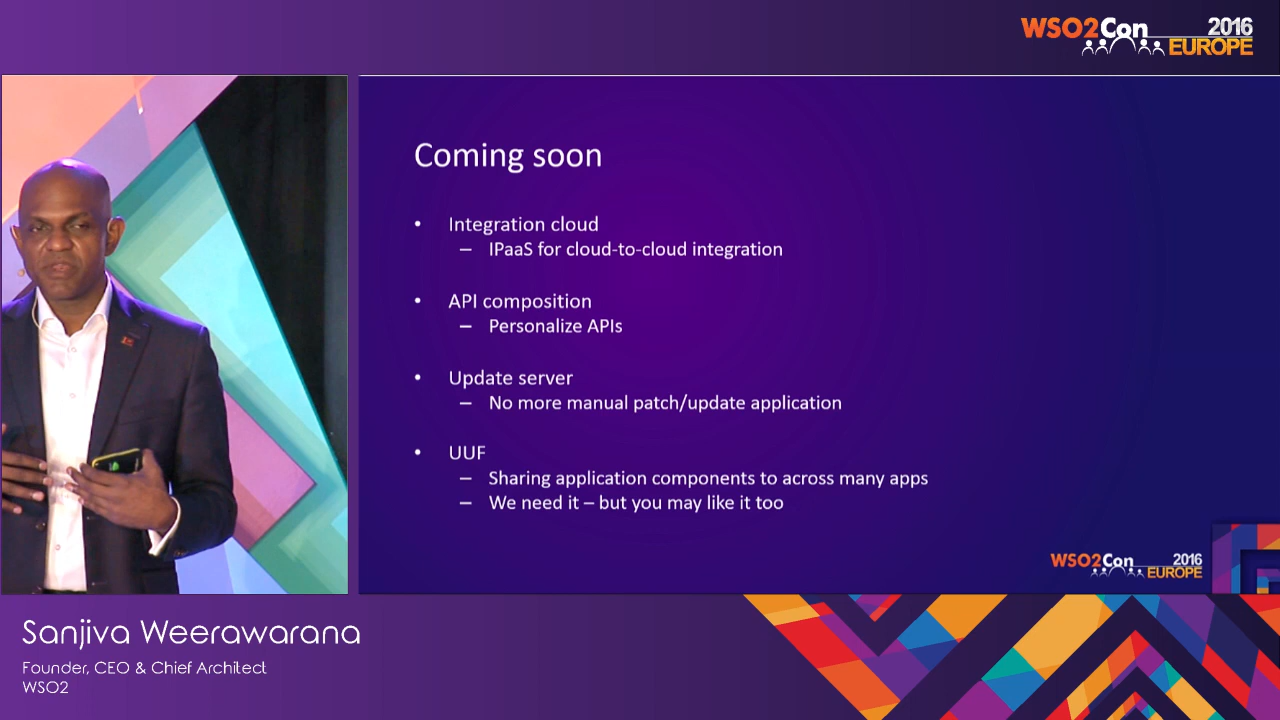 WSO2Con 2016
EUROPE
Coming soon
• Integration cloud
– IPaaS for cloud-to-cloud integration
• API composition
– Personalize APIs
• Update server
– No more manual patch/update application
• UUF
– Sharing application components to across many apps
– We need it – but you may like it too
WSO2Con 2016
EUROPE
Sanjiva Weerawarana
Founder, CEO & Chief Architect
WSO2